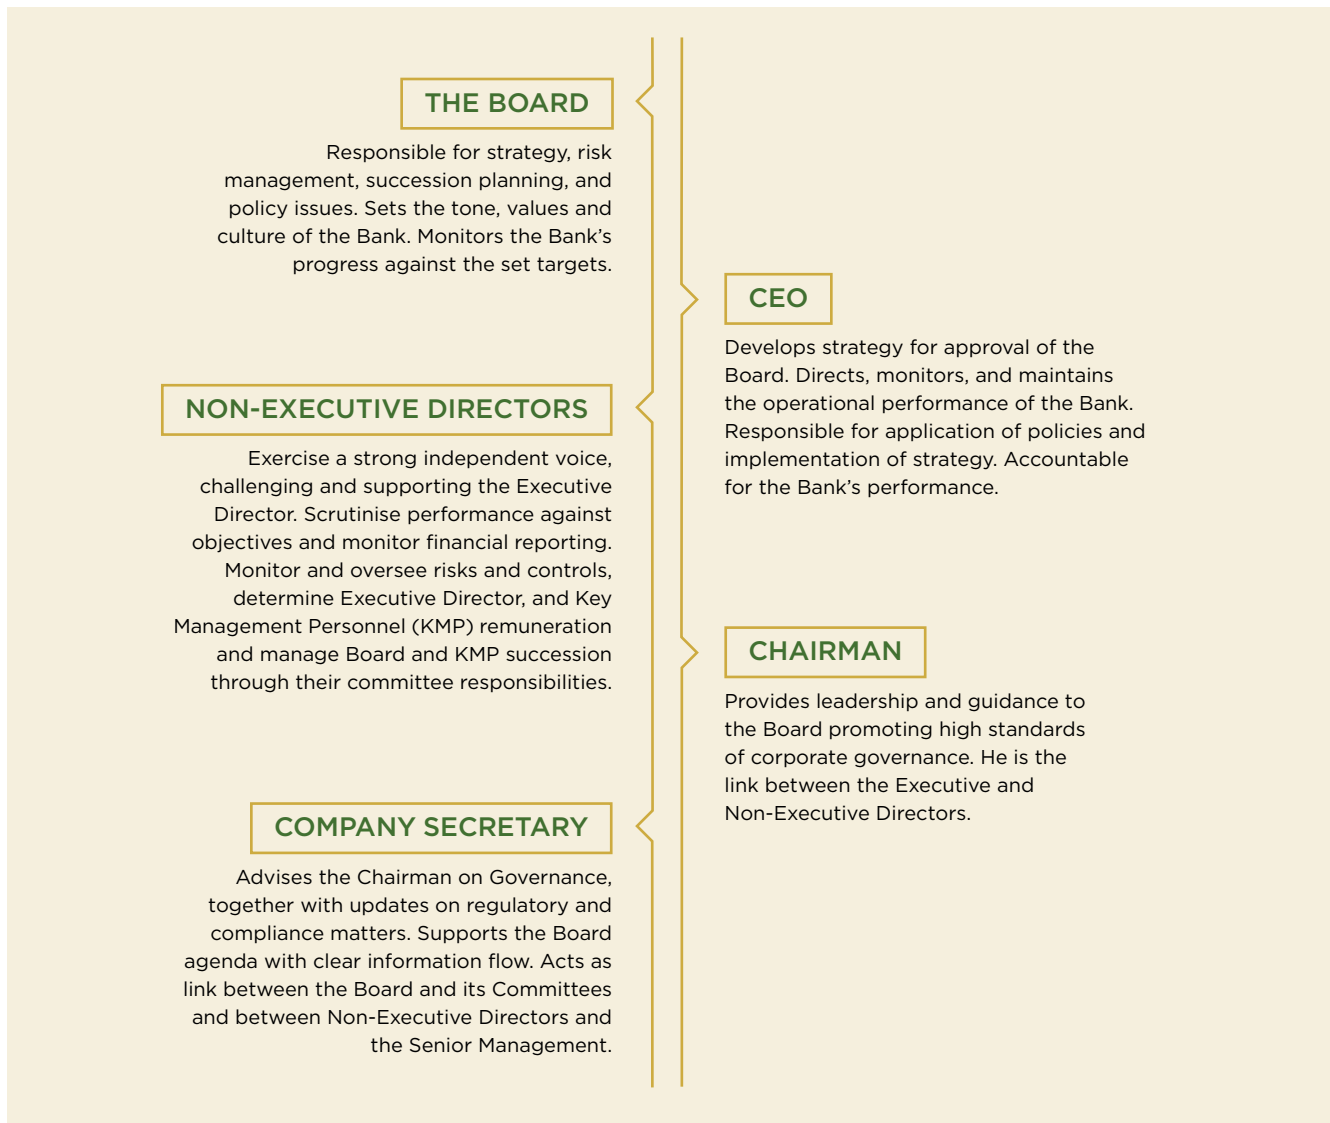 THE BOARD
Responsible for strategy, risk
management, succession planning, and
policy issues. Sets the tone, values and
culture of the Bank. Monitors the Bank’s
progress against the set targets.
CEO
Develops strategy for approval of the
Board. Directs, monitors, and maintains
the operational performance of the Bank.
Responsible for application of policies and
implementation of strategy. Accountable
for the Bank’s performance.
NON-EXECUTIVE DIRECTORS
Exercise a strong independent voice,
challenging and supporting the Executive
Director. Scrutinise performance against
objectives and monitor financial reporting.
Monitor and oversee risks and controls,
determine Executive Director, and Key
Management Personnel (KMP) remuneration
and manage Board and KMP succession
through their committee responsibilities.
CHAIRMAN
Provides leadership and guidance to
the Board promoting high standards
of corporate governance. He is the
link between the Executive and
Non-Executive Directors.
COMPANY SECRETARY
Advises the Chairman on Governance,
together with updates on regulatory and
compliance matters. Supports the Board
agenda with clear information flow. Acts as
link between the Board and its Committees
and between Non-Executive Directors and
the Senior Management.